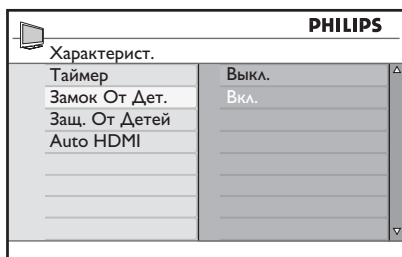 PHILIPS
Характерист.
Таймер
Выкл.
Замок От Дет.
Вкл.
Защ. От Детей
Auto HDMI